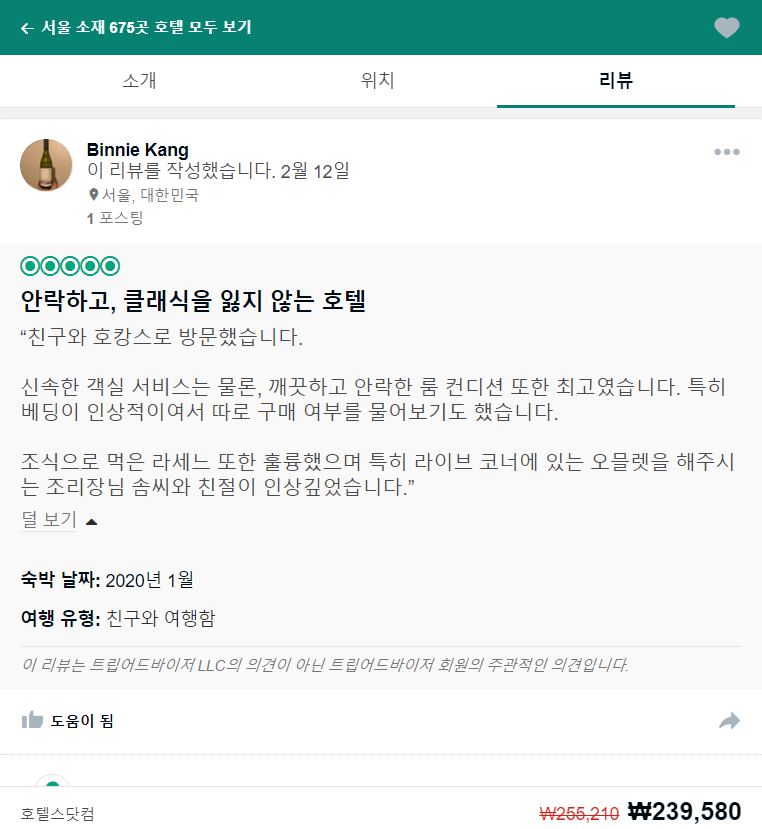 ← 서울 소재 675곳 호텔 모두 보기
소개
위치
리뷰
Binnie Kang
이 리뷰를 작성했습니다. 2월 12일
서울, 대한민국
1 포스팅
안락하고, 클래식을 잃지 않는 호텔
“친구와 호캉스로 방문했습니다.
신속한 객실 서비스는 물론, 깨끗하고 안락한 룸 컨디션 또한 최고였습니다. 특히
베딩이 인상적이여서 따로 구매 여부를 물어보기도 했습니다.
조식으로 먹은 라세느 또한 훌륭했으며 특히 라이브 코너에 있는 오믈렛을 해주시
는 조리장님 솜씨와 친절이 인상깊었습니다.”
덜 보기
숙박 날짜: 2020년 1월
여행 유형: 친구와 여행함
이 리뷰는 트립어드바이저 LLC의 의견이 아닌 트립어드바이저 회원의 주관적인 의견입니다.
도움이 됨
호텔스닷컴
₩255,210 ₩239,580